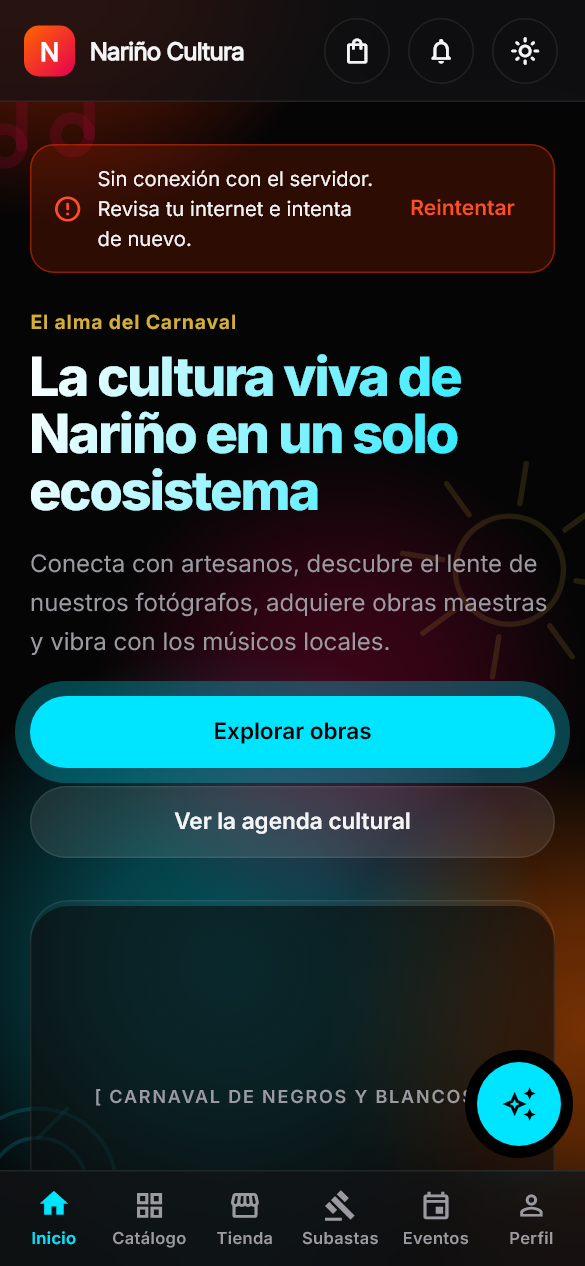 N Nariño Cultura
Sin conexión con el servidor.
Revisa tu internet e intenta
de nuevo.
Reintentar
El alma del Carnaval
La cultura viva de
Nariño en un solo
ecosistema
Conecta con artesanos, descubre el lente de
nuestros fotógrafos, adquiere obras maestras
y vibra con los músicos locales.
Explorar obras
Ver la agenda cultural
[ CARNAVAL DE NEGROS Y BLANCOS
Inicio Catálogo Tienda Subastas Eventos Perfil